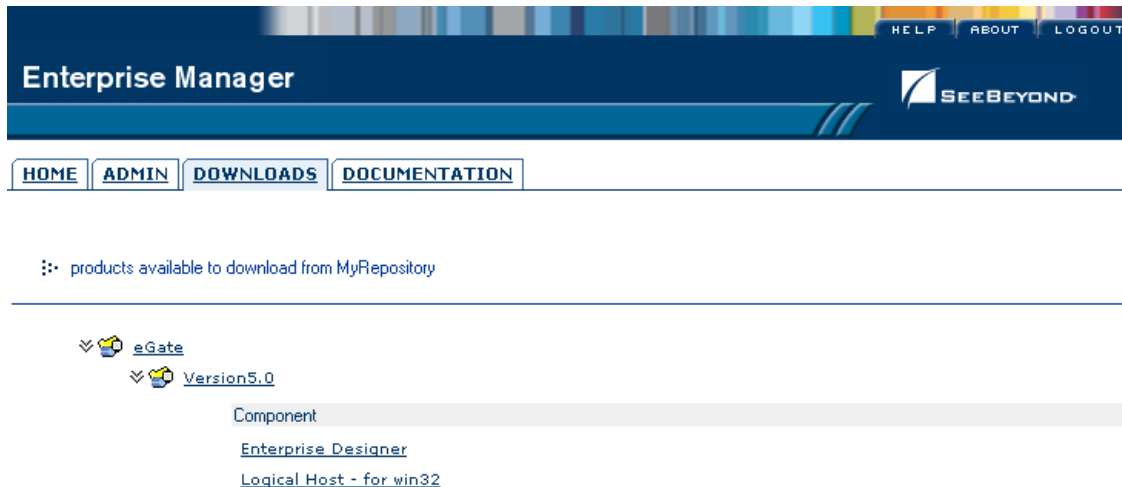 HELP ABOUT LOGOUT
Enterprise Manager
SEEBEYOND
HOME ADMIN DOWNLOADS DOCUMENTATION
products available to download from MyRepository
eGate
Version5.0
Component
Enterprise Designer
Logical Host - for win32